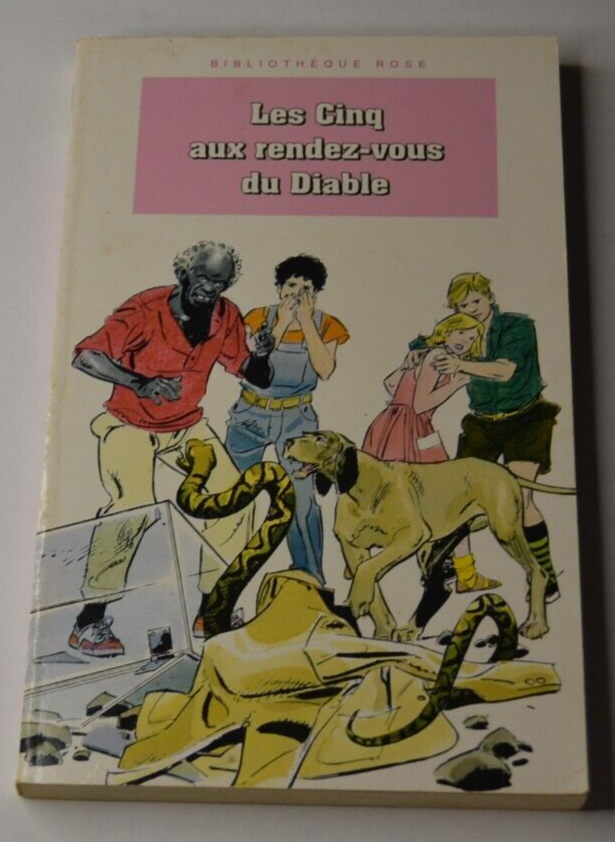 BIBLIOTHÈQUE ROSE
Les Cinq
aux rendez-vous
du Diable